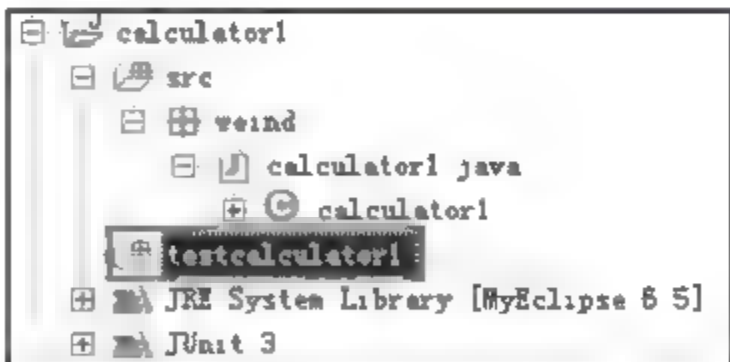 calculator1
src
weind
calculator1 java
calculator1
testcalculator1
JRE System Library [MyEclipse 6 5]
JUnit 3